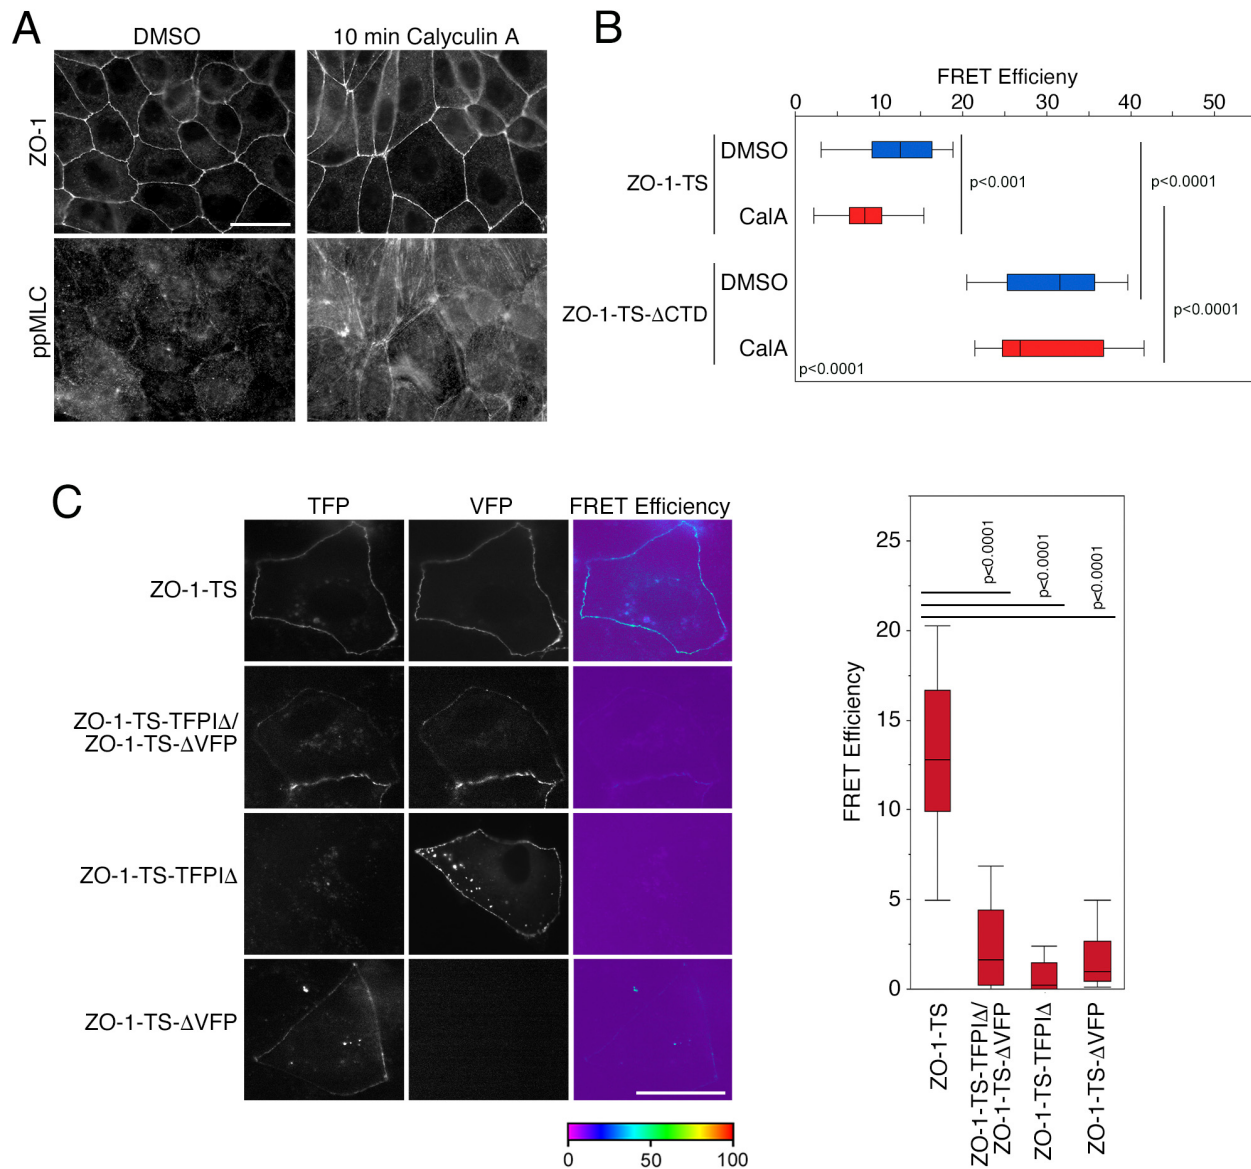 A
DMSO
10 min Calyculin A
ZO-1
ppMLC
B
FRET Efficieny
0 10 20 30 40 50
ZO-1-TS
DMSO
CalA
p<0.001
p<0.0001
ZO-1-TS-ΔCTD
DMSO
CalA
p<0.0001
p<0.0001
C
TFP
VFP
FRET Efficiency
ZO-1-TS
ZO-1-TS-TFPIΔ/
ZO-1-TS-ΔVFP
ZO-1-TS-TFPIΔ
ZO-1-TS-ΔVFP
0 50 100
FRET Efficiency
25
20
15
10
5
0
p<0.0001
p<0.0001
p<0.0001
ZO-1-TS
ZO-1-TS-TFPIΔ/
ZO-1-TS-ΔVFP
ZO-1-TS-TFPIΔ
ZO-1-TS-ΔVFP